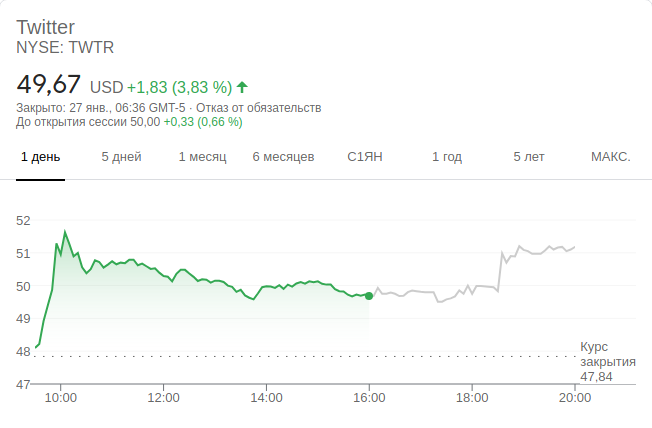 Twitter
NYSE: TWTR
49,67 USD +1,83 (3,83 %)
Закрыто: 27 янв., 06:36 GMT-5 · Отказ от обязательств
До открытия сессии 50,00 +0,33 (0,66 %)
1 день 5 дней 1 месяц 6 месяцев С1ЯН 1 год 5 лет МАКС.
52
51
50
49
48
Курс
закрытия
47,84
47
10:00 12:00 14:00 16:00 18:00 20:00